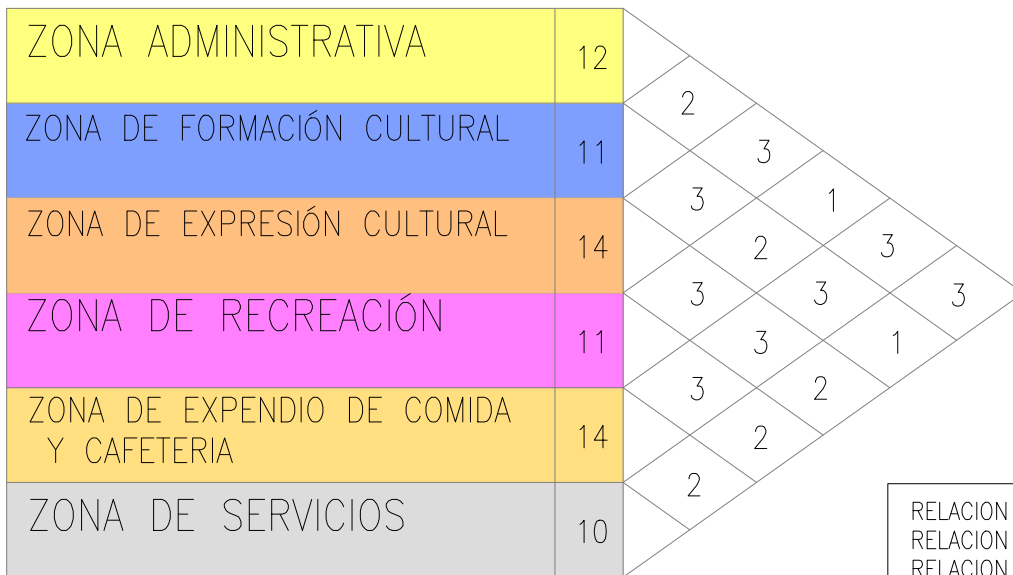 ZONA ADMINISTRATIVA 12
2
ZONA DE FORMACIÓN CULTURAL 11
3
3 1
ZONA DE EXPRESIÓN CULTURAL 14
2 3
3 3 3
ZONA DE RECREACIÓN 11
3 1
3 2
ZONA DE EXPENDIO DE COMIDA
Y CAFETERIA 14
2
2
ZONA DE SERVICIOS 10
RELACION
RELACION
RELACION